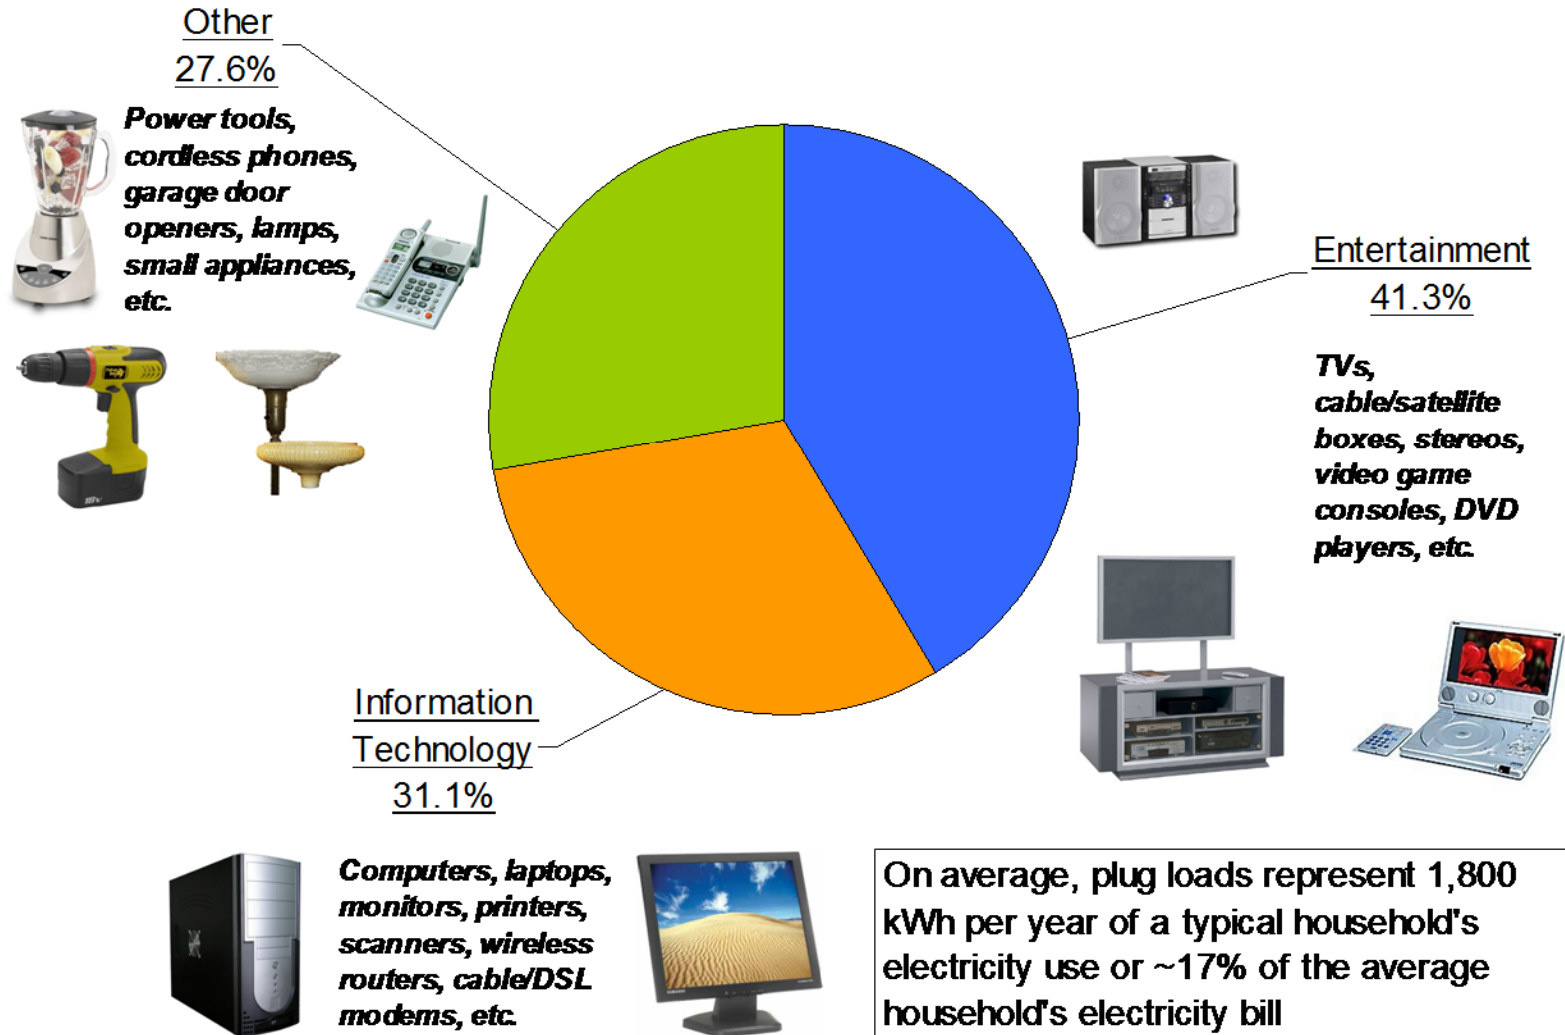 Other
27.6%
Power tools,
cordless phones,
garage door
openers, lamps,
small appliances,
etc.
Entertainment
41.3%
TVs,
cable/satellite
boxes, stereos,
video game
consoles, DVD
players, etc.
18v
Information
Technology
31.1%
Computers, laptops,
monitors, printers,
scanners, wireless
routers, cable/DSL
modems, etc.
On average, plug loads represent 1,800
kWh per year of a typical household's
electricity use or ~17% of the average
household's electricity bill